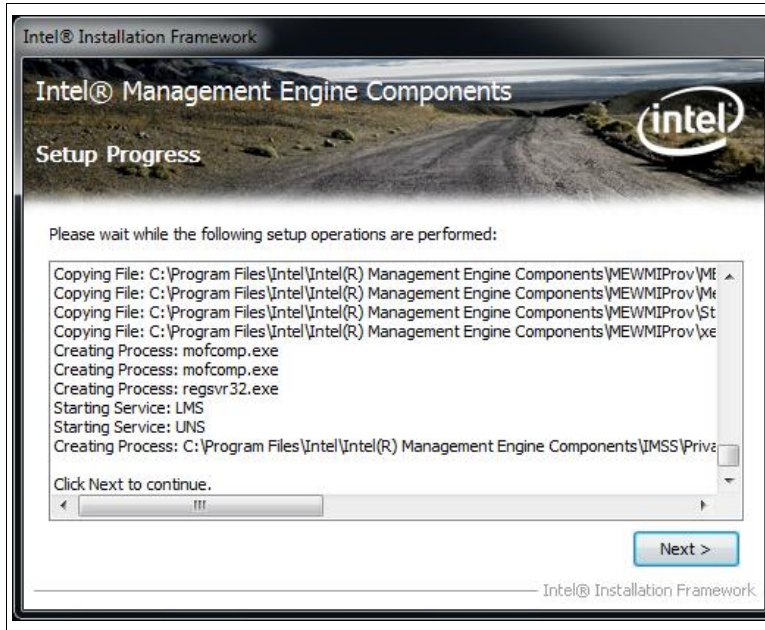 Intel® Installation Framework
Intel® Management Engine Components
intel
Setup Progress
Please wait while the following setup operations are performed:
Copying File: C:\Program Files\Intel\Intel(R) Management Engine Components\MEWMIProv\ME
Copying File: C:\Program Files\Intel\Intel(R) Management Engine Components\MEWMIProv\Me
Copying File: C:\Program Files\Intel\Intel(R) Management Engine Components\MEWMIProv\St
Copying File: C:\Program Files\Intel\Intel(R) Management Engine Components\MEWMIProv\xe
Creating Process: mofcomp.exe
Creating Process: mofcomp.exe
Creating Process: regsvr32.exe
Starting Service: LMS
Starting Service: UNS
Creating Process: C:\Program Files\Intel\Intel(R) Management Engine Components\IMSS\Priva
Click Next to continue.
Next >
Intel® Installation Framework